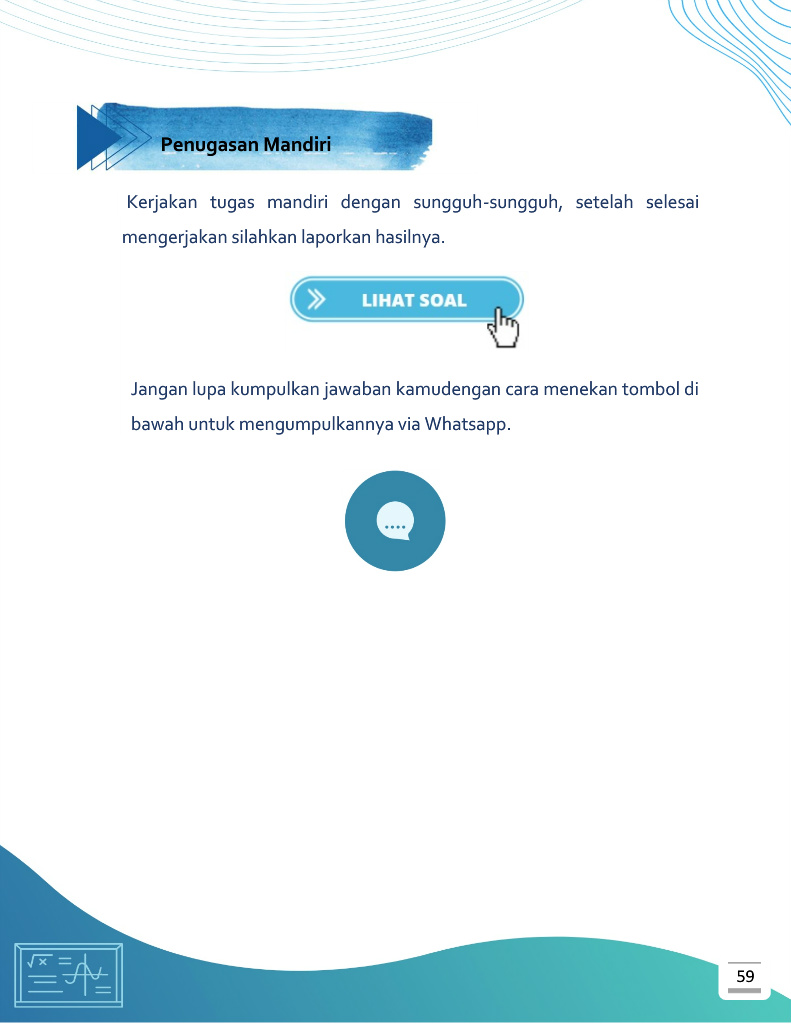 Penugasan Mandiri
Kerjakan tugas mandiri dengan sungguh-sungguh, setelah selesai
mengerjakan silahkan laporkan hasilnya.
LIHAT SOAL
Jangan lupa kumpulkan jawaban kamudengan cara menekan tombol di
bawah untuk mengumpulkannya via Whatsapp.
59